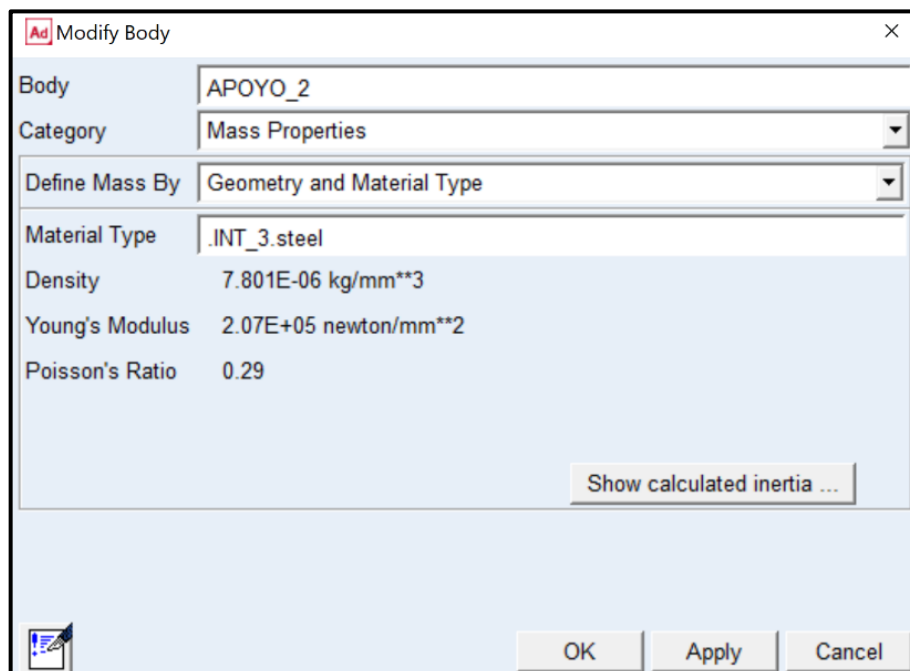 Ad Modify Body
Body APOYO_2
Category Mass Properties
Define Mass By Geometry and Material Type
Material Type .INT_3.steel
Density 7.801E-06 kg/mm**3
Young's Modulus 2.07E+05 newton/mm**2
Poisson's Ratio 0.29
Show calculated inertia ...
OK Apply Cancel